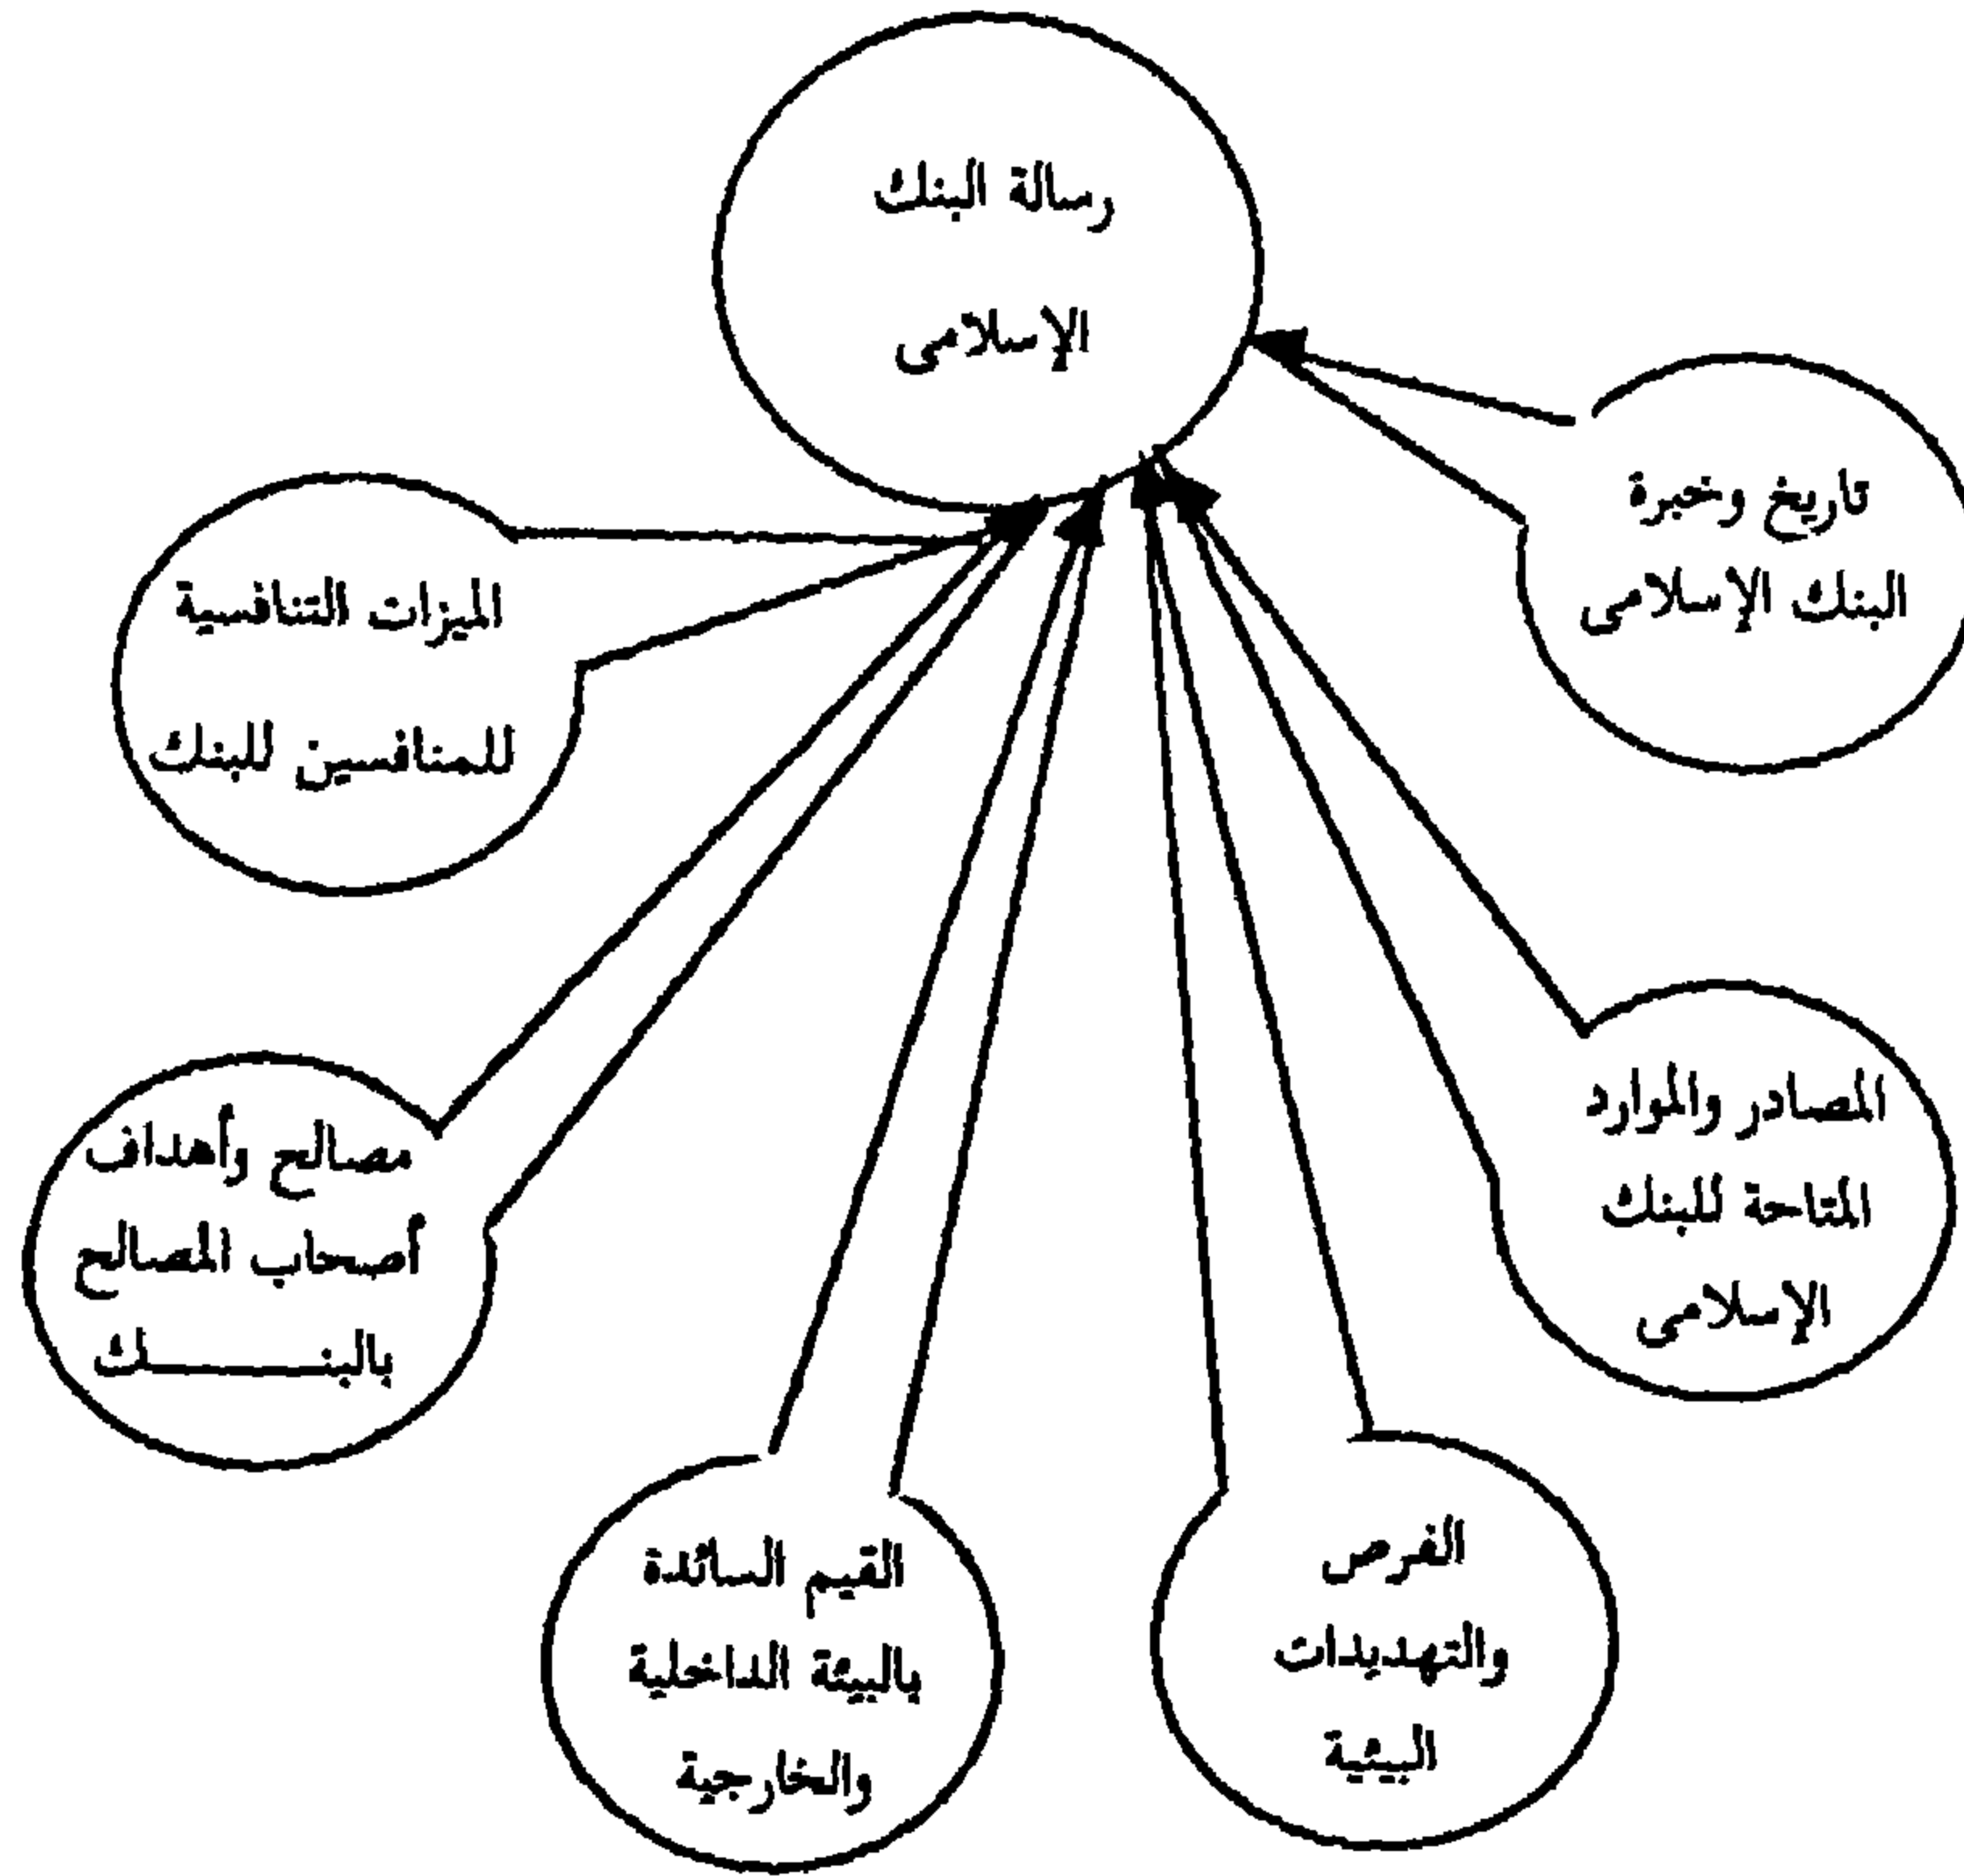 رسالة البنك
الإسلامى
تاريخ وخبرة
البنك الإسلامى
الميزات التنافسية
للمنافسين للبنك
المصادر والموارد
المتاحة للبنك
الإسلامى
مصالح وأهداف
أصحاب المصالح
بالبنـــــــك
الفرص
والتهديدات
البيئية
القيم السائدة
بالبيئة الداخلية
والخارجية